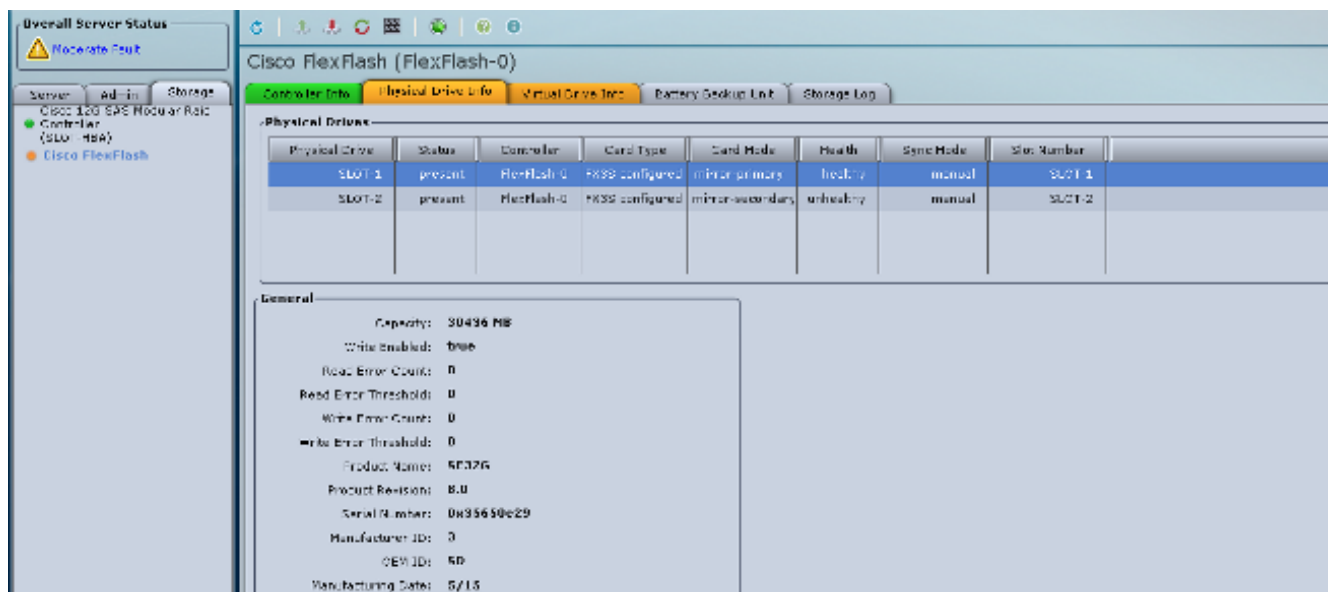 Overall Server Status
Moderate Fault
Cisco FlexFlash (FlexFlash-0)
Server Admin Storage
Controller Info Physical Drive Info Virtual Drive Info Battery Backup Unit Storage Log
Cisco 12G SAS Modular Raid
Controller
(SLOT-HBA)
Cisco FlexFlash
Physical Drives
Physical Drive Status Controller Card Type Card Mode Health Sync Mode Slot Number
SLOT-1 present FlexFlash-0 FX3S configured mirror-primary healthy manual SLOT-1
SLOT-2 present FlexFlash-0 FX3S configured mirror-secondary unhealthy manual SLOT-2
General
Capacity: 30436 MB
Write Enabled: true
Read Error Count: 0
Read Error Threshold: 0
Write Error Count: 0
Write Error Threshold: 0
Product Name: SE32G
Product Revision: 8.0
Serial Number: 0x35650e29
Manufacturer ID: 3
OEM ID: SD
Manufacturing Date: 5/15